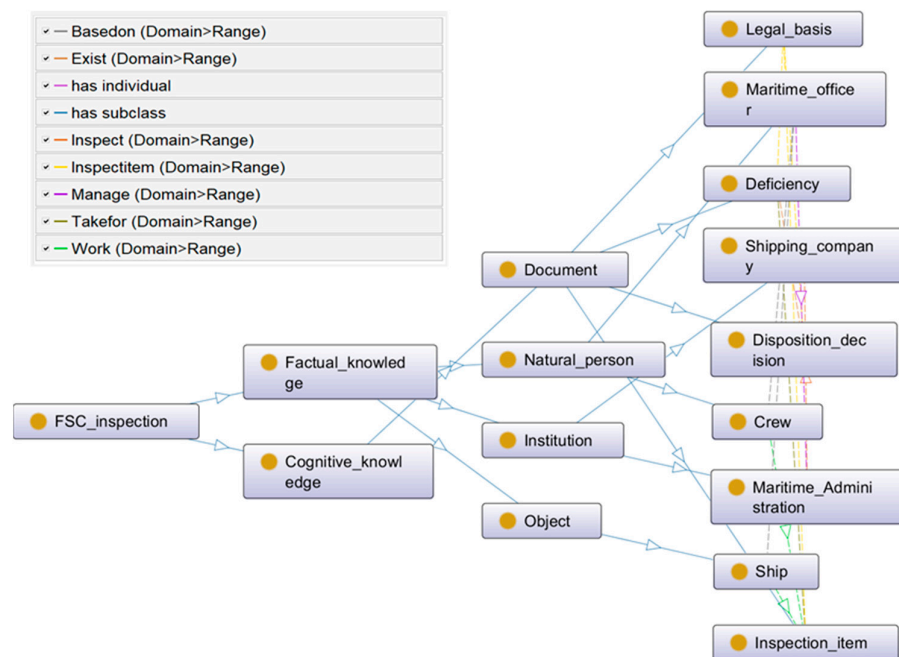 Basedon (Domain>Range)
Exist (Domain>Range)
has individual
has subclass
Inspect (Domain>Range)
Inspectitem (Domain>Range)
Manage (Domain>Range)
Takefor (Domain>Range)
Work (Domain>Range)
FSC_inspection
Factual_knowled
ge
Cognitive_knowl
edge
Document
Natural_person
Institution
Object
Legal_basis
Maritime_office
r
Deficiency
Shipping_compan
y
Disposition_dec
ision
Crew
Maritime_Admini
stration
Ship
Inspection_item